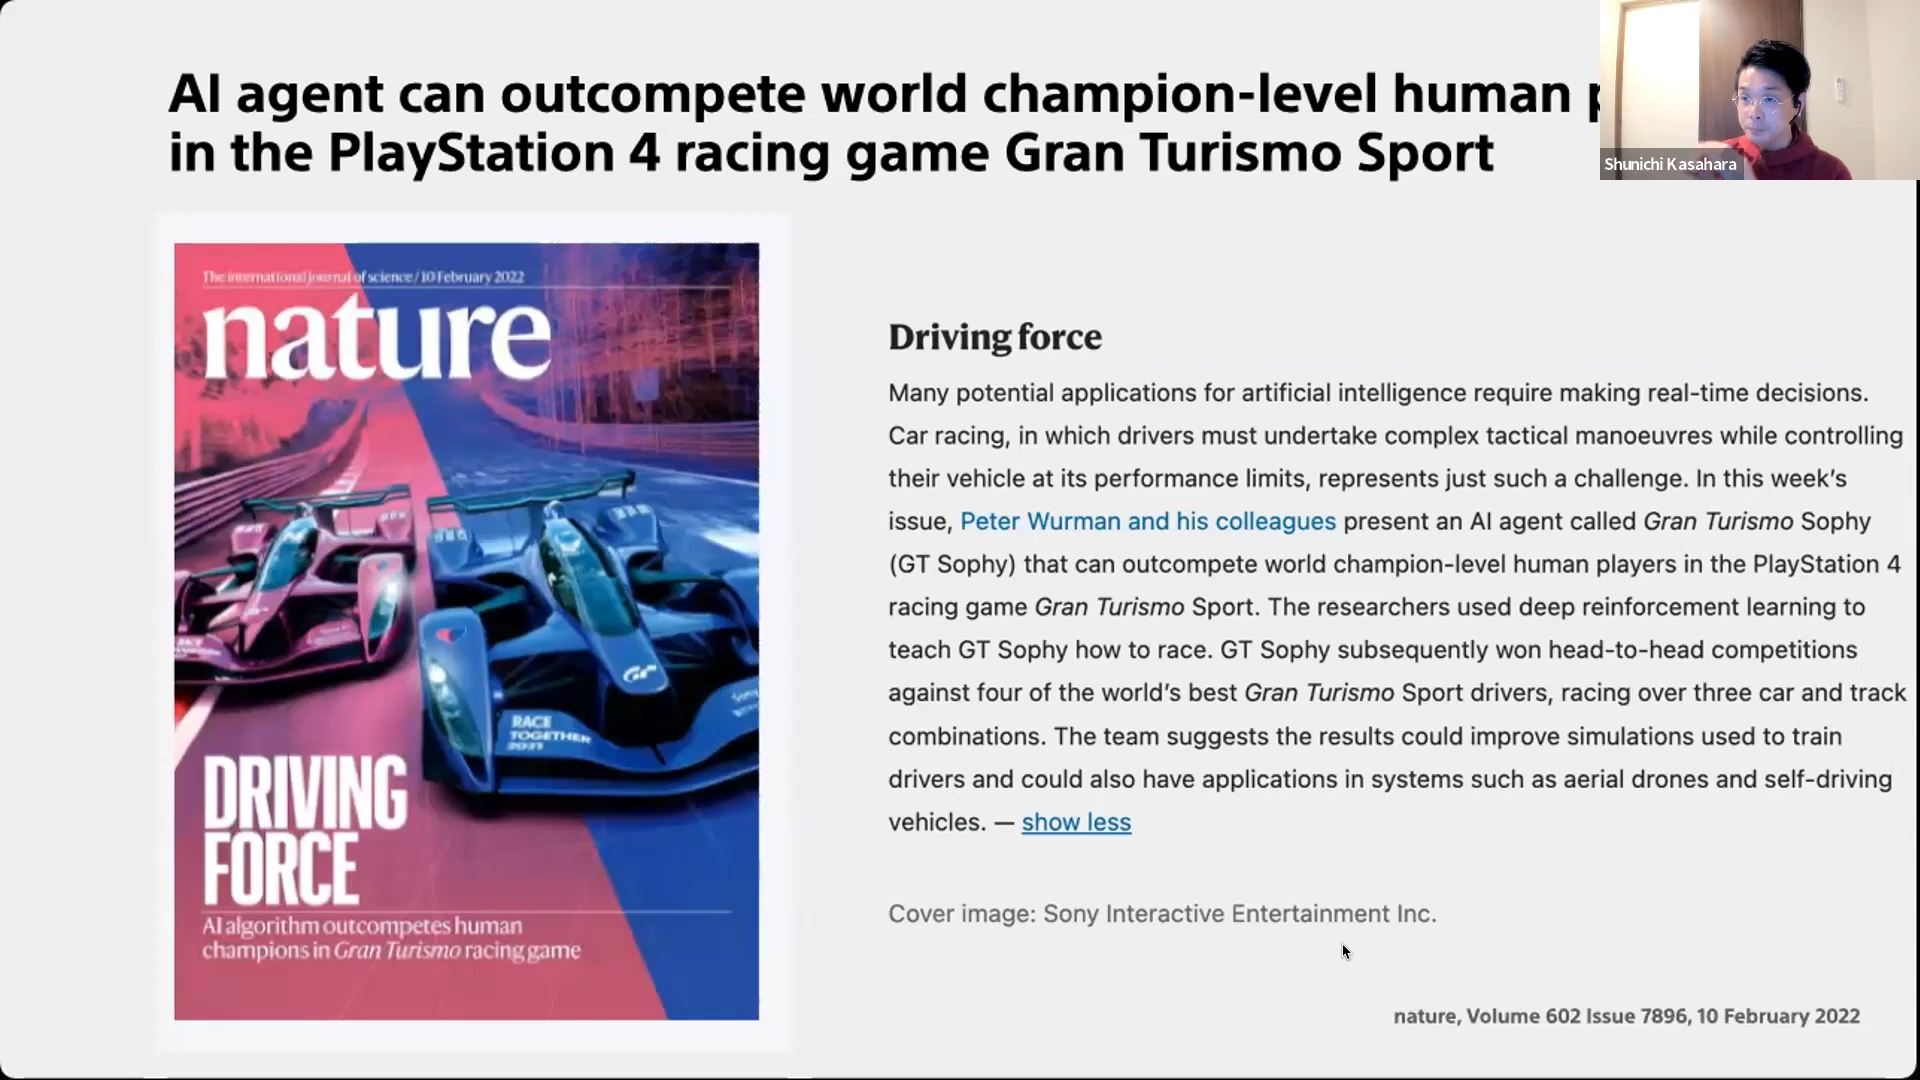 AI agent can outcompete world champion-level human
in the PlayStation 4 racing game Gran Turismo Sport
Shunichi Kasahara
The international journal of science / 10 February 2022
nature
RACE
TOGETHER
2021
GT
DRIVING
FORCE
AI algorithm outcompetes human
champions in Gran Turismo racing game
Driving force
Many potential applications for artificial intelligence require making real-time decisions.
Car racing, in which drivers must undertake complex tactical manoeuvres while controlling
their vehicle at its performance limits, represents just such a challenge. In this week's
issue, Peter Wurman and his colleagues present an AI agent called Gran Turismo Sophy
(GT Sophy) that can outcompete world champion-level human players in the PlayStation 4
racing game Gran Turismo Sport. The researchers used deep reinforcement learning to
teach GT Sophy how to race. GT Sophy subsequently won head-to-head competitions
against four of the world's best Gran Turismo Sport drivers, racing over three car and track
combinations. The team suggests the results could improve simulations used to train
drivers and could also have applications in systems such as aerial drones and self-driving
vehicles. — show less
Cover image: Sony Interactive Entertainment Inc.
nature, Volume 602 Issue 7896, 10 February 2022